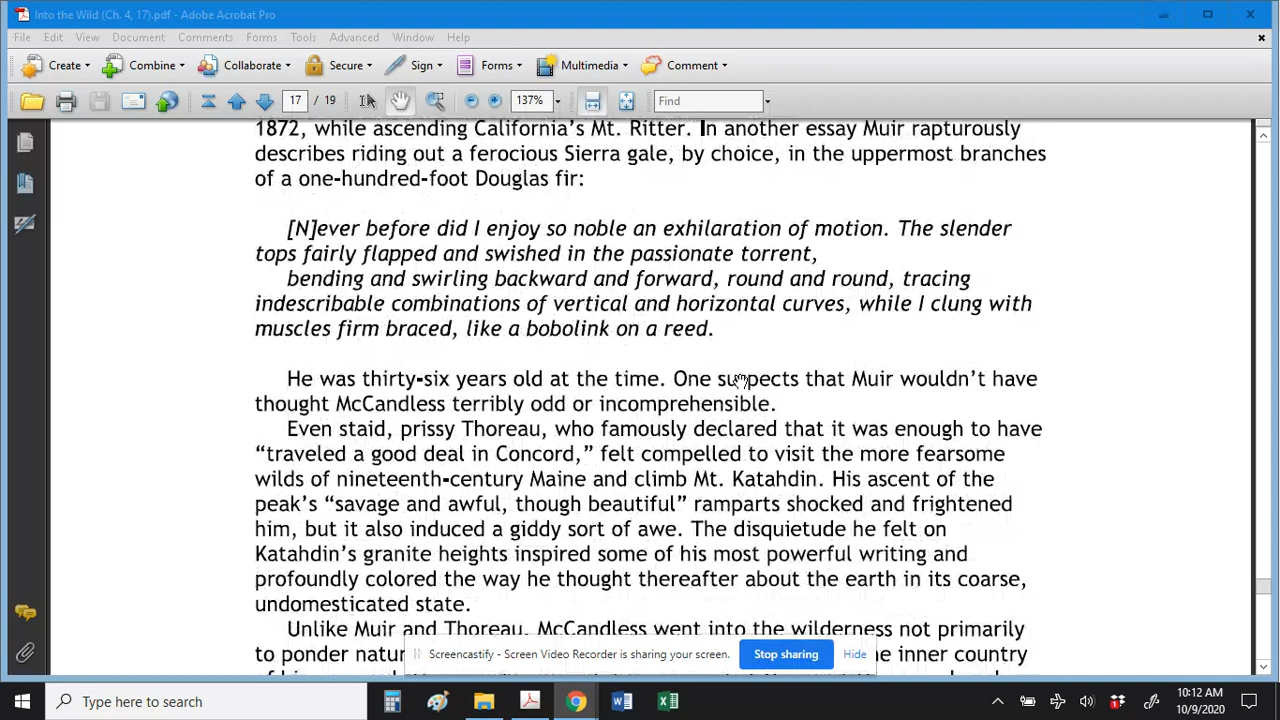 Into the Wild (Ch. 4, 17).pdf - Adobe Acrobat Pro
File Edit View Document Comments Forms Tools Advanced Window Help
Create Combine Collaborate Secure Sign Forms Multimedia Comment
17 / 19 137% Find
1872, while ascending California’s Mt. Ritter. In another essay Muir rapturously
describes riding out a ferocious Sierra gale, by choice, in the uppermost branches
of a one-hundred-foot Douglas fir:
[N]ever before did I enjoy so noble an exhilaration of motion. The slender
tops fairly flapped and swished in the passionate torrent,
bending and swirling backward and forward, round and round, tracing
indescribable combinations of vertical and horizontal curves, while I clung with
muscles firm braced, like a bobolink on a reed.
He was thirty-six years old at the time. One suspects that Muir wouldn’t have
thought McCandless terribly odd or incomprehensible.
Even staid, prissy Thoreau, who famously declared that it was enough to have
“traveled a good deal in Concord,” felt compelled to visit the more fearsome
wilds of nineteenth-century Maine and climb Mt. Katahdin. His ascent of the
peak’s “savage and awful, though beautiful” ramparts shocked and frightened
him, but it also induced a giddy sort of awe. The disquietude he felt on
Katahdin’s granite heights inspired some of his most powerful writing and
profoundly colored the way he thought thereafter about the earth in its coarse,
undomesticated state.
Unlike Muir and Thoreau, McCandless went into the wilderness not primarily
to ponder natur
e inner country
Screencastify - Screen Video Recorder is sharing your screen. Stop sharing Hide
Type here to search
10:12 AM
10/9/2020